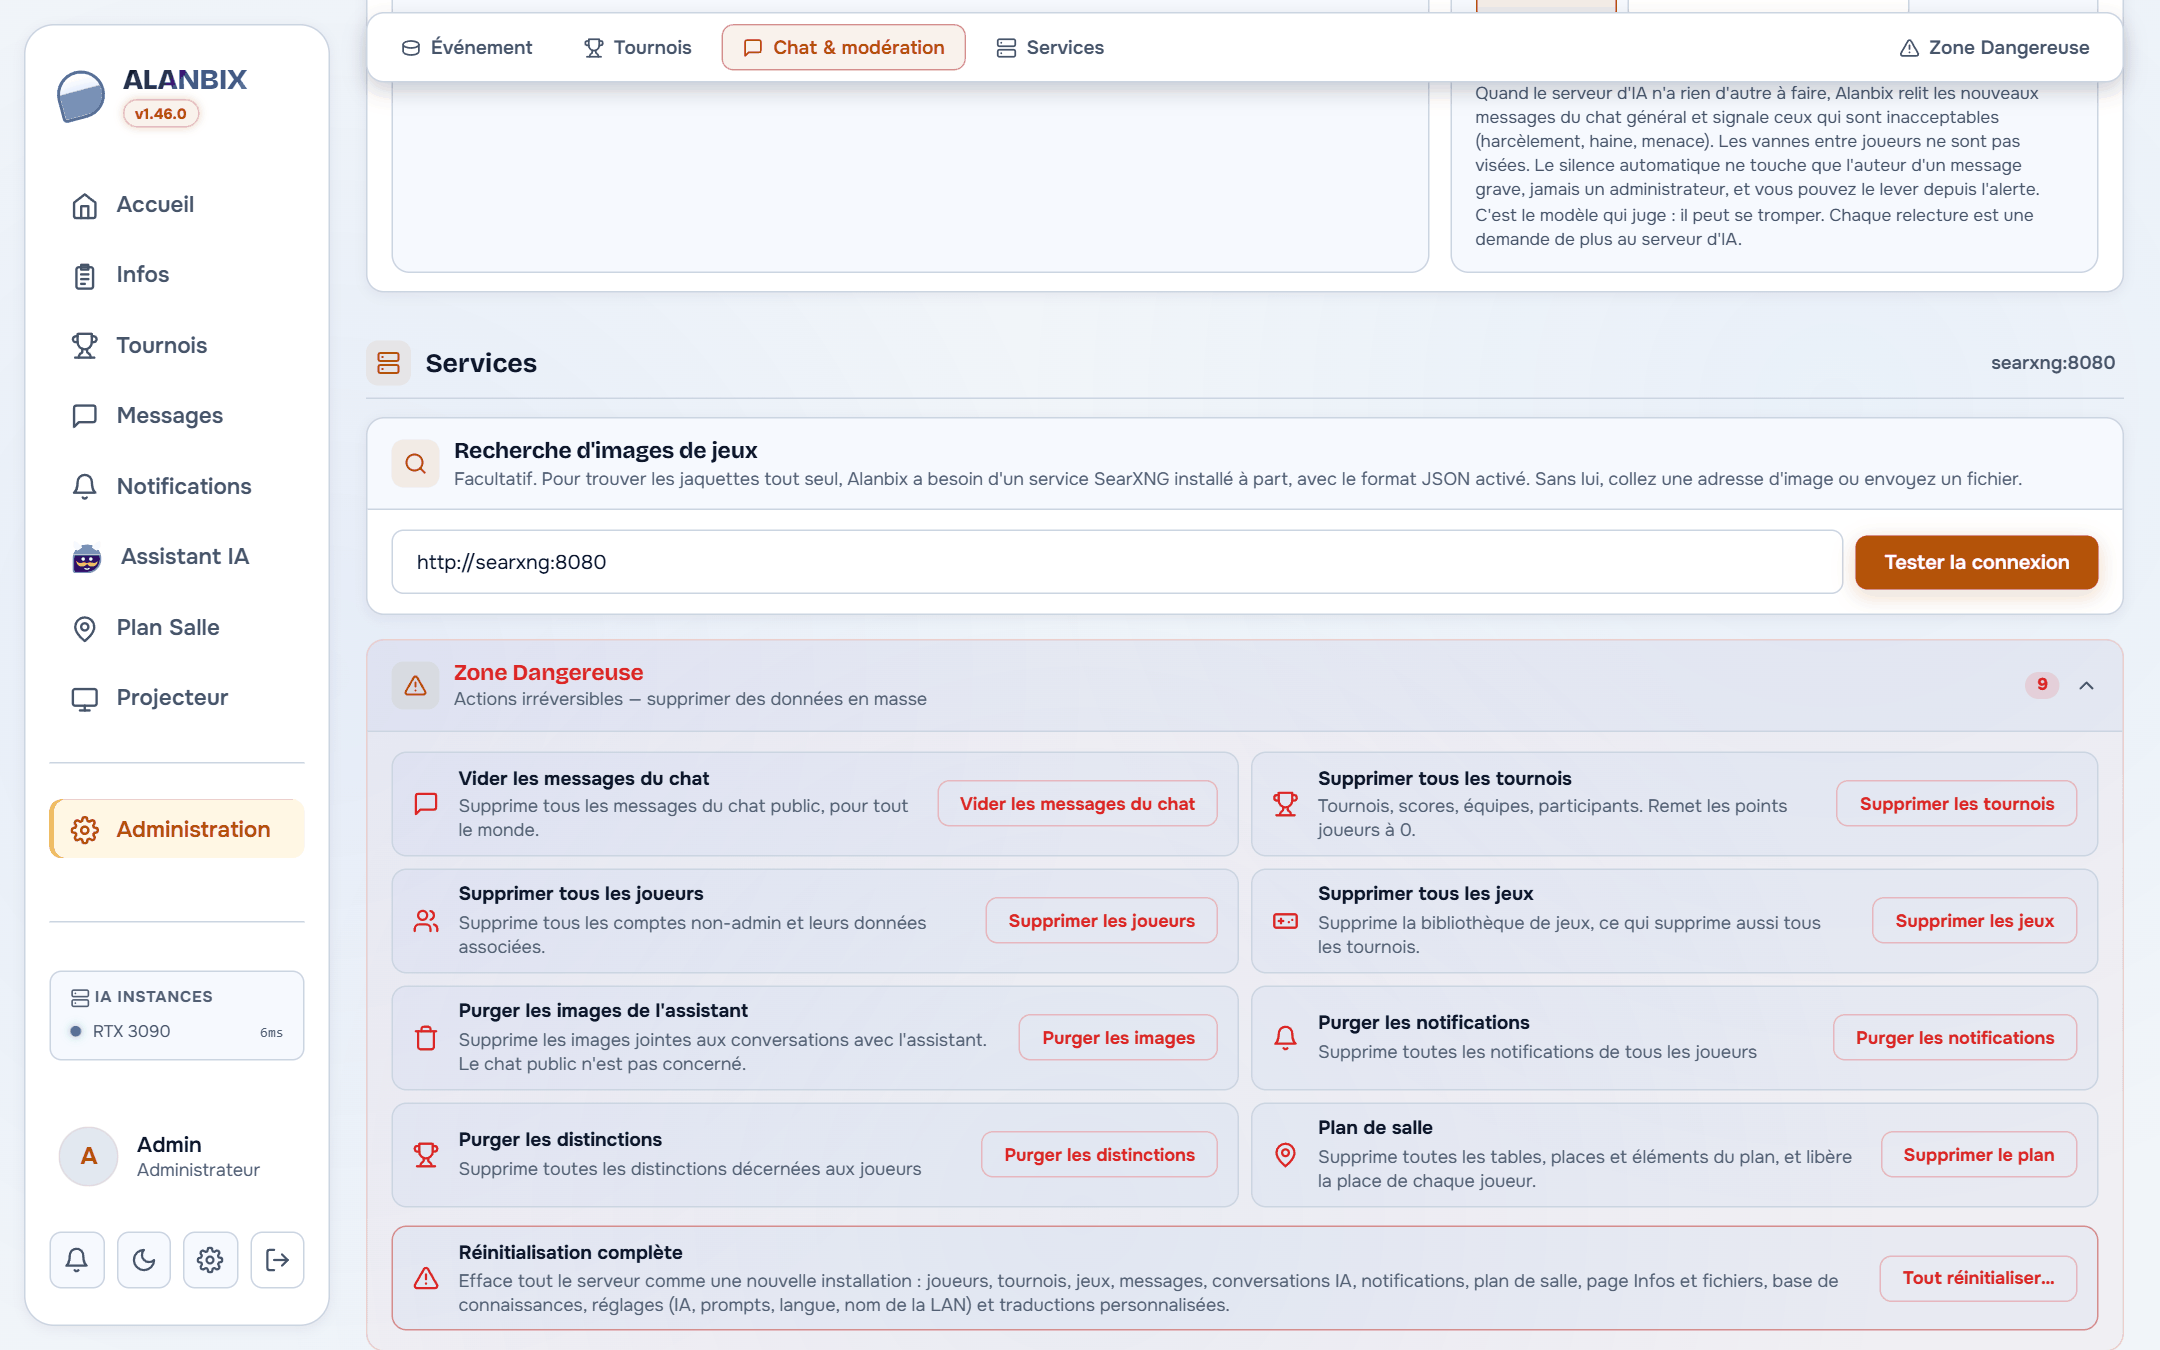 ALANBIX
v1.46.0
Accueil
Infos
Tournois
Messages
Notifications
Assistant IA
Plan Salle
Projecteur
Administration
IA INSTANCES
RTX 3090 6ms
A
Admin
Administrateur
Événement Tournois Chat & modération Services Zone Dangereuse
Quand le serveur d'IA n'a rien d'autre à faire, Alanbix relit les nouveaux
messages du chat général et signale ceux qui sont inacceptables
(harcèlement, haine, menace). Les vannes entre joueurs ne sont pas
visées. Le silence automatique ne touche que l'auteur d'un message
grave, jamais un administrateur, et vous pouvez le lever depuis l'alerte.
C'est le modèle qui juge : il peut se tromper. Chaque relecture est une
demande de plus au serveur d'IA.
Services
searxng:8080
Recherche d'images de jeux
Facultatif. Pour trouver les jaquettes tout seul, Alanbix a besoin d'un service SearXNG installé à part, avec le format JSON activé. Sans lui, collez une adresse d'image ou envoyez un fichier.
http://searxng:8080
Tester la connexion
Zone Dangereuse
Actions irréversibles — supprimer des données en masse
9
Vider les messages du chat
Supprime tous les messages du chat public, pour tout
le monde.
Vider les messages du chat
Supprimer tous les tournois
Tournois, scores, équipes, participants. Remet les points
joueurs à 0.
Supprimer les tournois
Supprimer tous les joueurs
Supprime tous les comptes non-admin et leurs données
associées.
Supprimer les joueurs
Supprimer tous les jeux
Supprime la bibliothèque de jeux, ce qui supprime aussi tous
les tournois.
Supprimer les jeux
Purger les images de l'assistant
Supprime les images jointes aux conversations avec l'assistant.
Le chat public n'est pas concerné.
Purger les images
Purger les notifications
Supprime toutes les notifications de tous les joueurs
Purger les notifications
Purger les distinctions
Supprime toutes les distinctions décernées aux joueurs
Purger les distinctions
Plan de salle
Supprime toutes les tables, places et éléments du plan, et libère
la place de chaque joueur.
Supprimer le plan
Réinitialisation complète
Efface tout le serveur comme une nouvelle installation : joueurs, tournois, jeux, messages, conversations IA, notifications, plan de salle, page Infos et fichiers, base de
connaissances, réglages (IA, prompts, langue, nom de la LAN) et traductions personnalisées.
Tout réinitialiser...